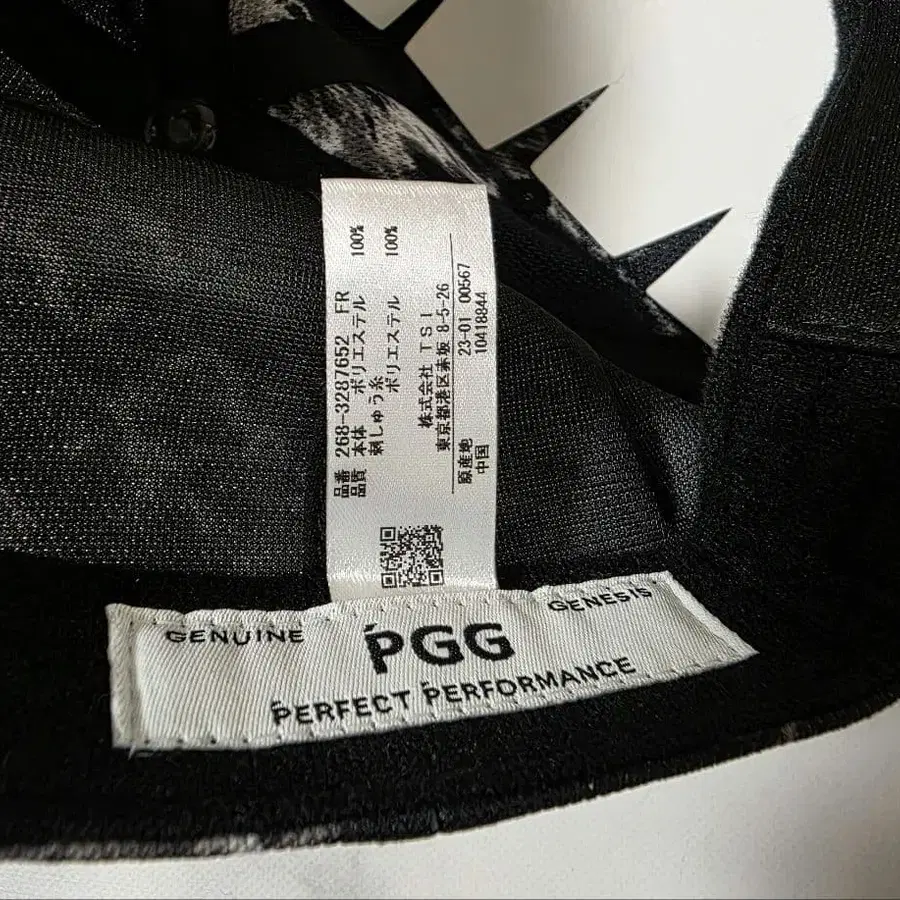 品番 268-3287652 FR
品質 本体 ポリエステル 100%
刺しゅう糸
ポリエステル 100%
株式会社 TSI
東京都港区赤坂 8-5-26
23-01 00567
原産地
中国 10418844
GENUINE PGG GENESIS
PERFECT PERFORMANCE